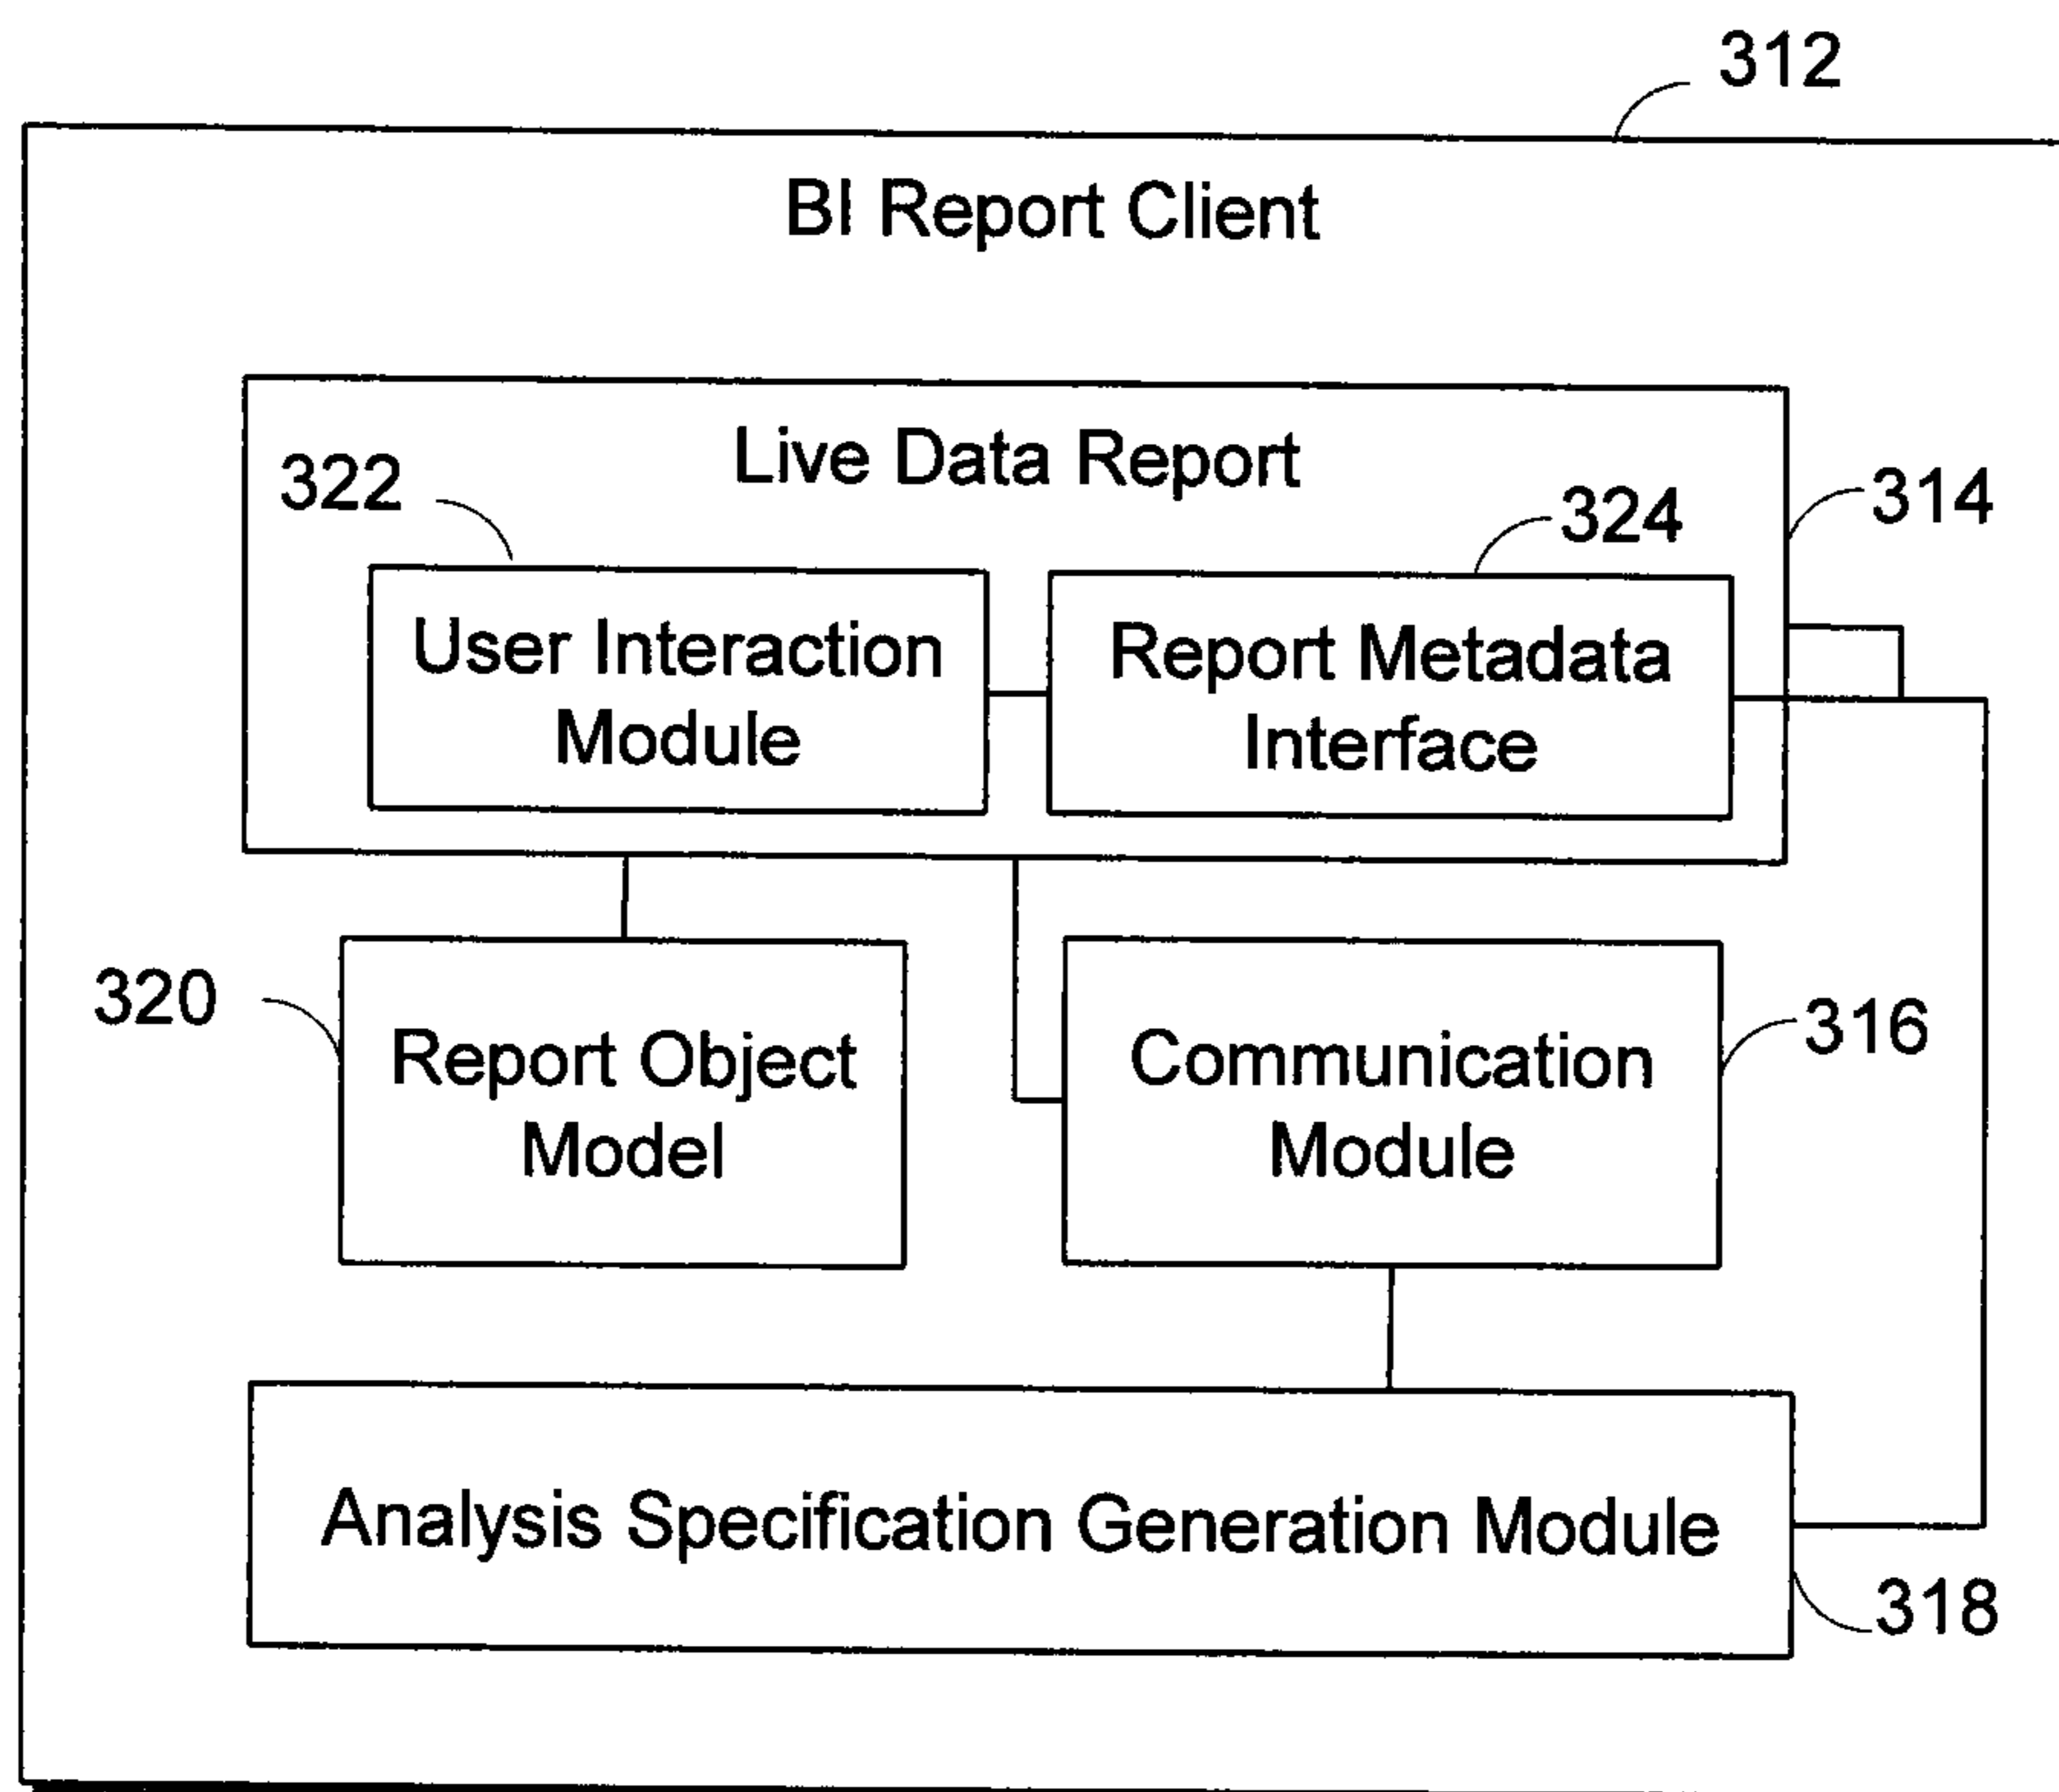 312
BI Report Client
Live Data Report
322
324
314
User Interaction
Module
Report Metadata
Interface
320
Report Object
Model
Communication
Module
316
Analysis Specification Generation Module
318